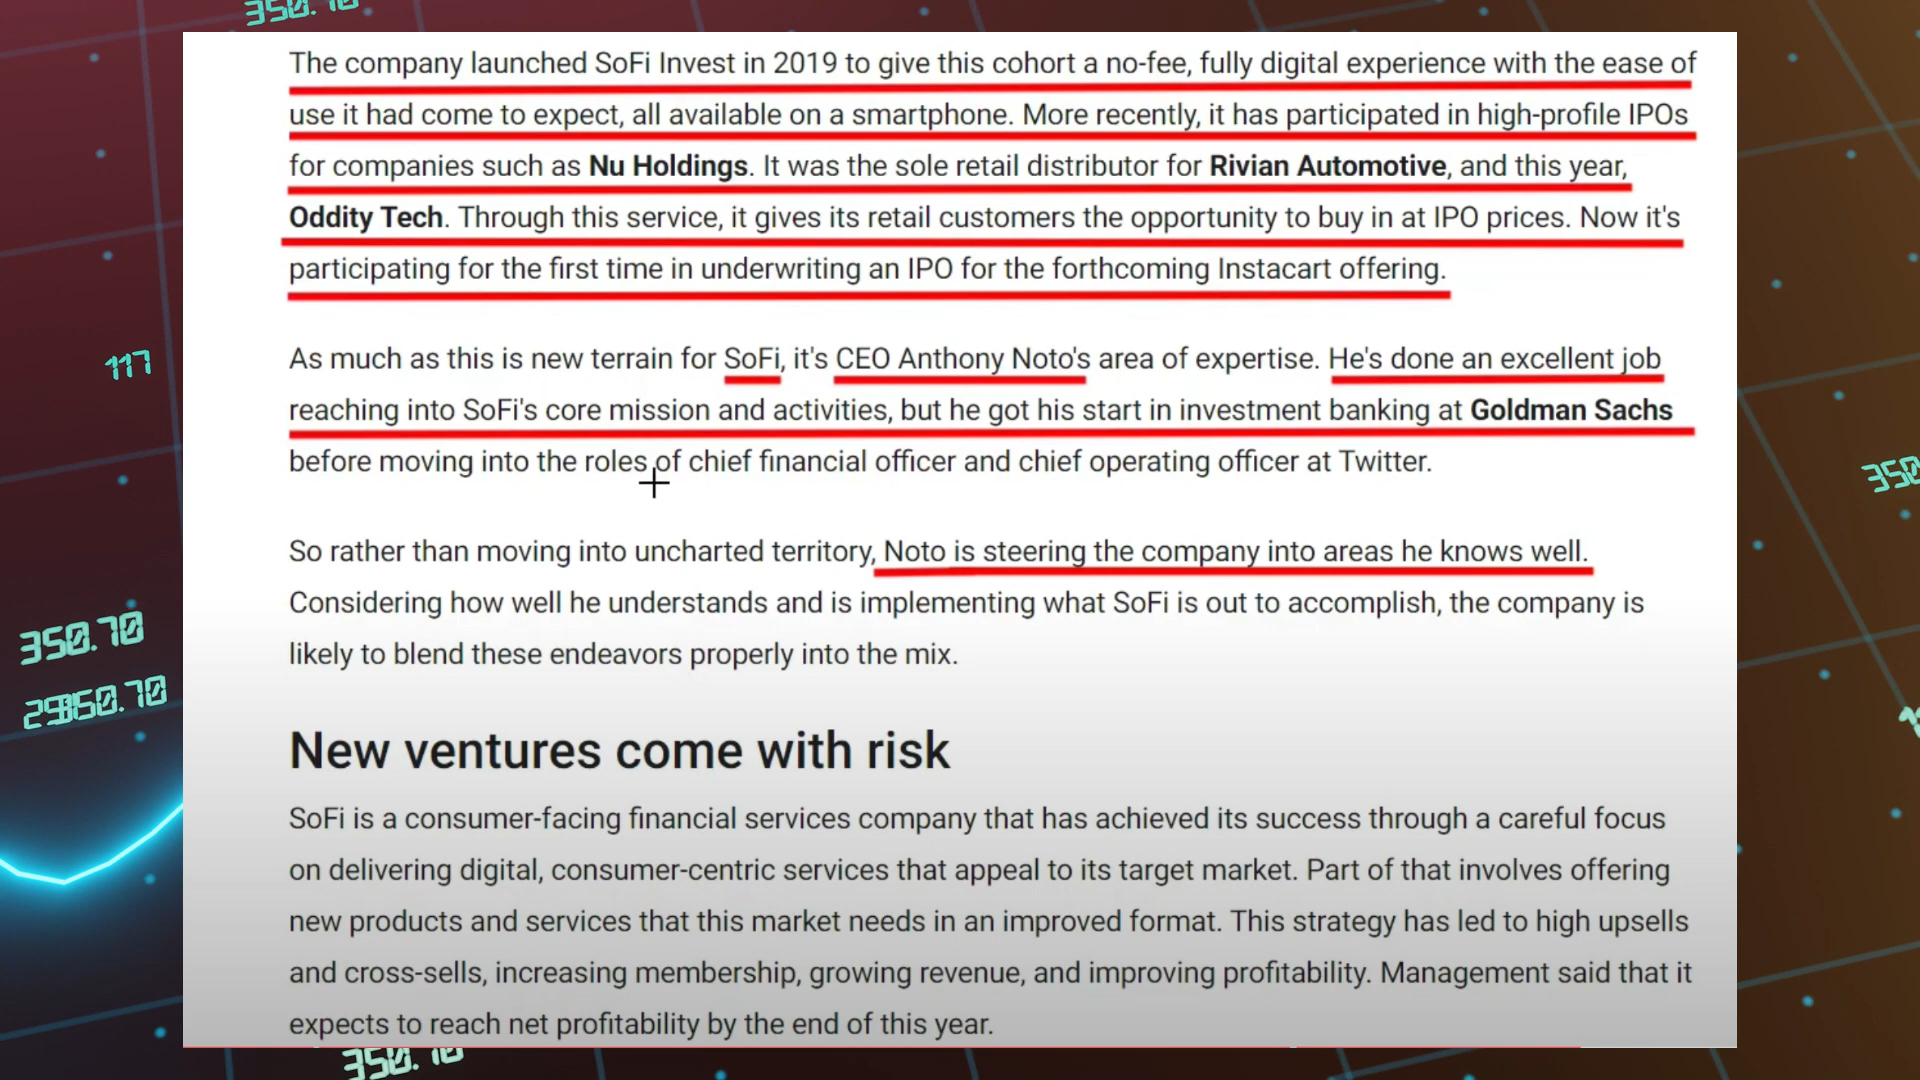 350.70
The company launched SoFi Invest in 2019 to give this cohort a no-fee, fully digital experience with the ease of
use it had come to expect, all available on a smartphone. More recently, it has participated in high-profile IPOs
for companies such as Nu Holdings. It was the sole retail distributor for Rivian Automotive, and this year,
Oddity Tech. Through this service, it gives its retail customers the opportunity to buy in at IPO prices. Now it's
participating for the first time in underwriting an IPO for the forthcoming Instacart offering.
117
As much as this is new terrain for SoFi, it's CEO Anthony Noto's area of expertise. He's done an excellent job
reaching into SoFi's core mission and activities, but he got his start in investment banking at Goldman Sachs
before moving into the roles of chief financial officer and chief operating officer at Twitter.
350
So rather than moving into uncharted territory, Noto is steering the company into areas he knows well.
Considering how well he understands and is implementing what SoFi is out to accomplish, the company is
likely to blend these endeavors properly into the mix.
350.70
New ventures come with risk
SoFi is a consumer-facing financial services company that has achieved its success through a careful focus
on delivering digital, consumer-centric services that appeal to its target market. Part of that involves offering
new products and services that this market needs in an improved format. This strategy has led to high upsells
and cross-sells, increasing membership, growing revenue, and improving profitability. Management said that it
expects to reach net profitability by the end of this year.
350.70